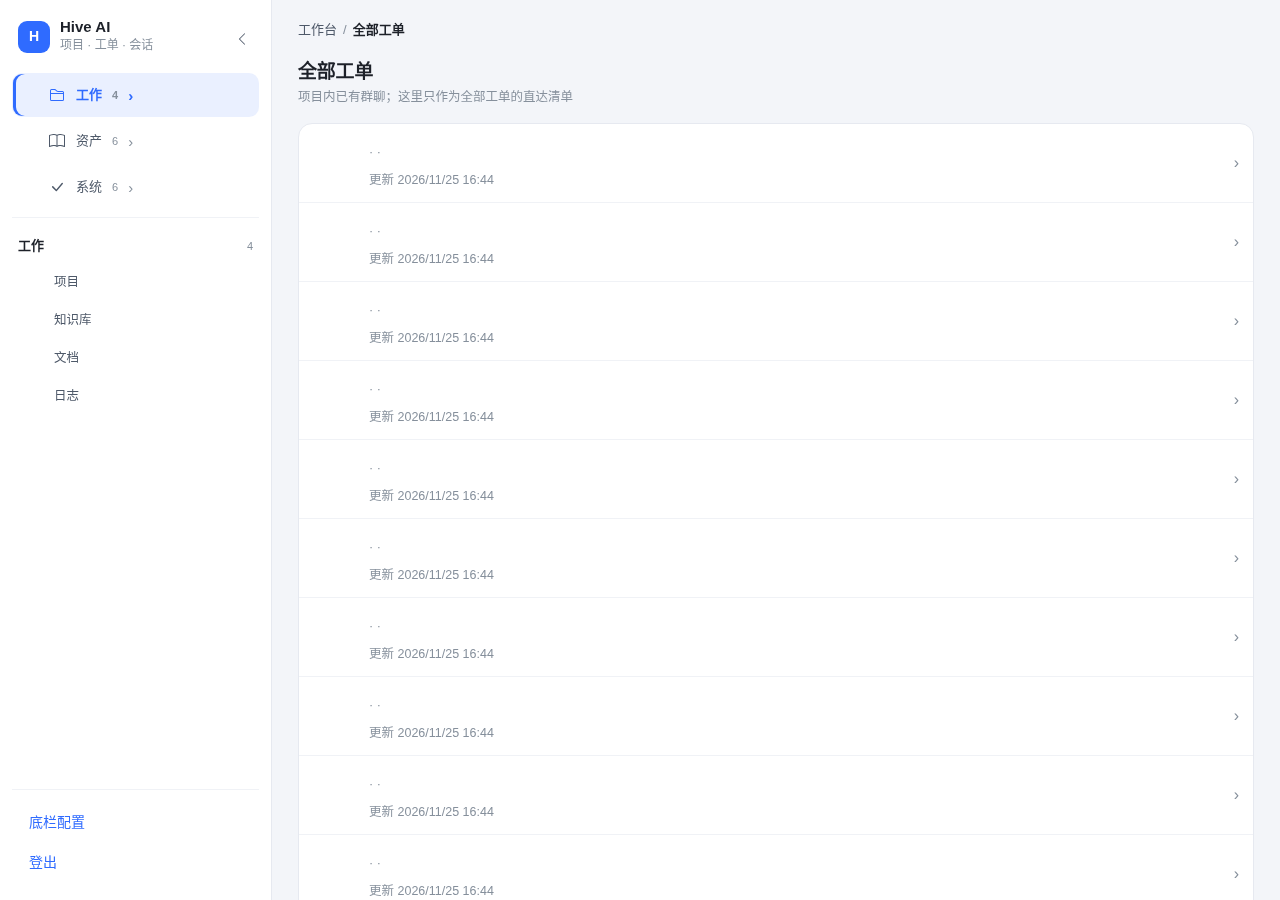 H
Hive AI
项目 · 工单 · 会话
工作 4 ›
资产 6 ›
系统 6 ›
工作 4
项目
知识库
文档
日志
底栏配置
登出
工作台 / 全部工单
全部工单
项目内已有群聊；这里只作为全部工单的直达清单
· ·
更新 2026/11/25 16:44
›
· ·
更新 2026/11/25 16:44
›
· ·
更新 2026/11/25 16:44
›
· ·
更新 2026/11/25 16:44
›
· ·
更新 2026/11/25 16:44
›
· ·
更新 2026/11/25 16:44
›
· ·
更新 2026/11/25 16:44
›
· ·
更新 2026/11/25 16:44
›
· ·
更新 2026/11/25 16:44
›
· ·
更新 2026/11/25 16:44
›